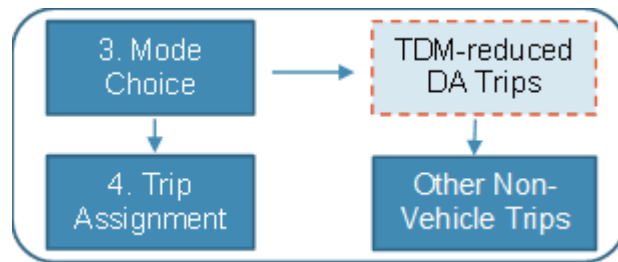 3. Mode
Choice
TDM-reduced
DA Trips
4. Trip
Assignment
Other Non-
Vehicle Trips